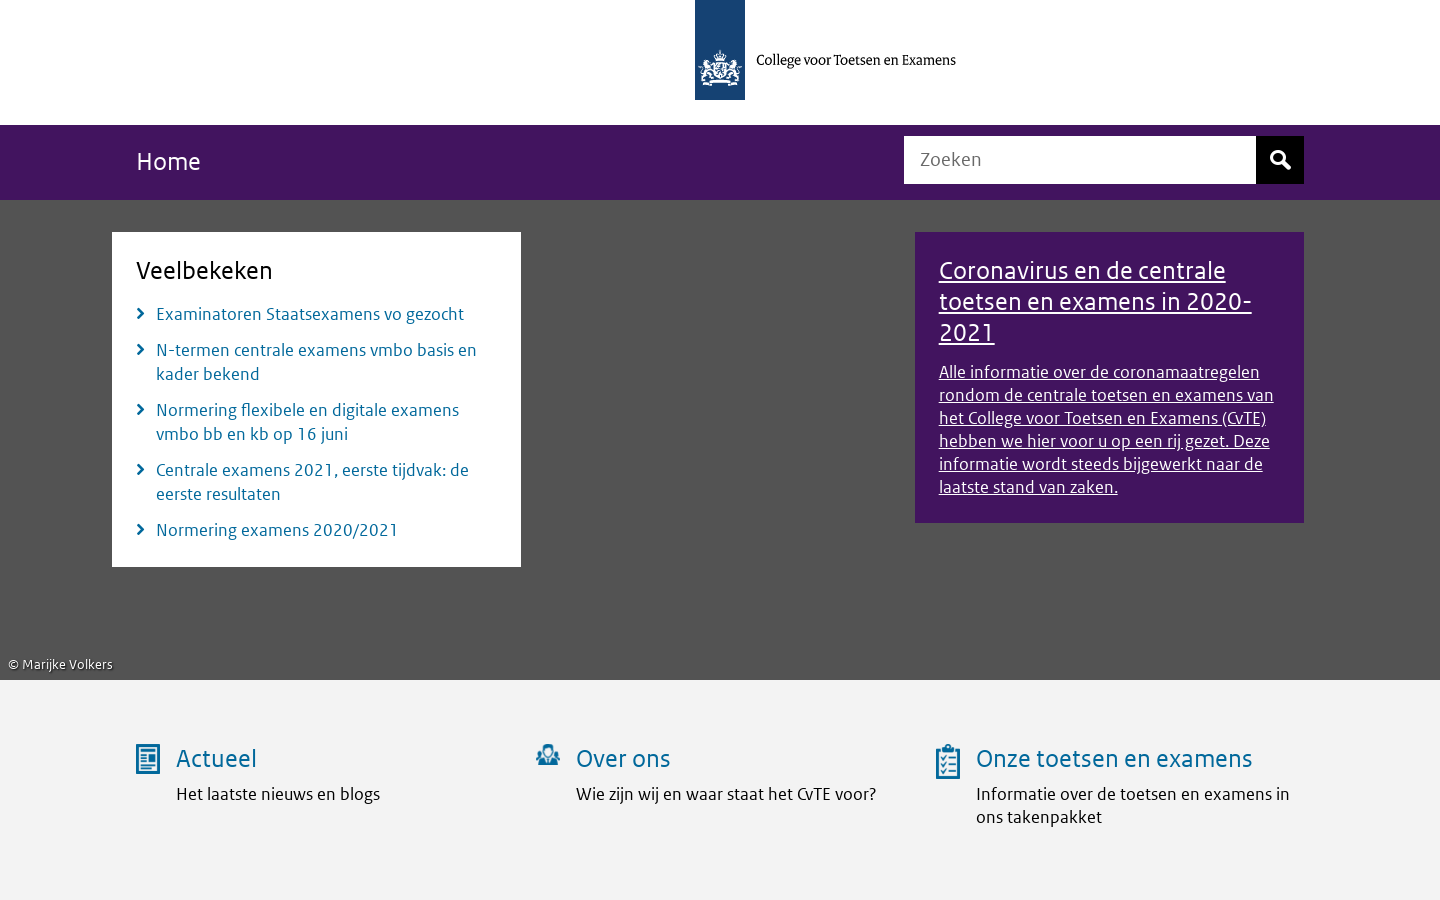 College voor Toetsen en Examens
Home
Zoeken
Veelbekeken
Examinatoren Staatsexamens vo gezocht
N-termen centrale examens vmbo basis en
kader bekend
Normering flexibele en digitale examens
vmbo bb en kb op 16 juni
Centrale examens 2021, eerste tijdvak: de
eerste resultaten
Normering examens 2020/2021
Coronavirus en de centrale
toetsen en examens in 2020-
2021
Alle informatie over de coronamaatregelen
rondom de centrale toetsen en examens van
het College voor Toetsen en Examens (CvTE)
hebben we hier voor u op een rij gezet. Deze
informatie wordt steeds bijgewerkt naar de
laatste stand van zaken.
© Marijke Volkers
Actueel
Het laatste nieuws en blogs
Over ons
Wie zijn wij en waar staat het CvTE voor?
Onze toetsen en examens
Informatie over de toetsen en examens in
ons takenpakket